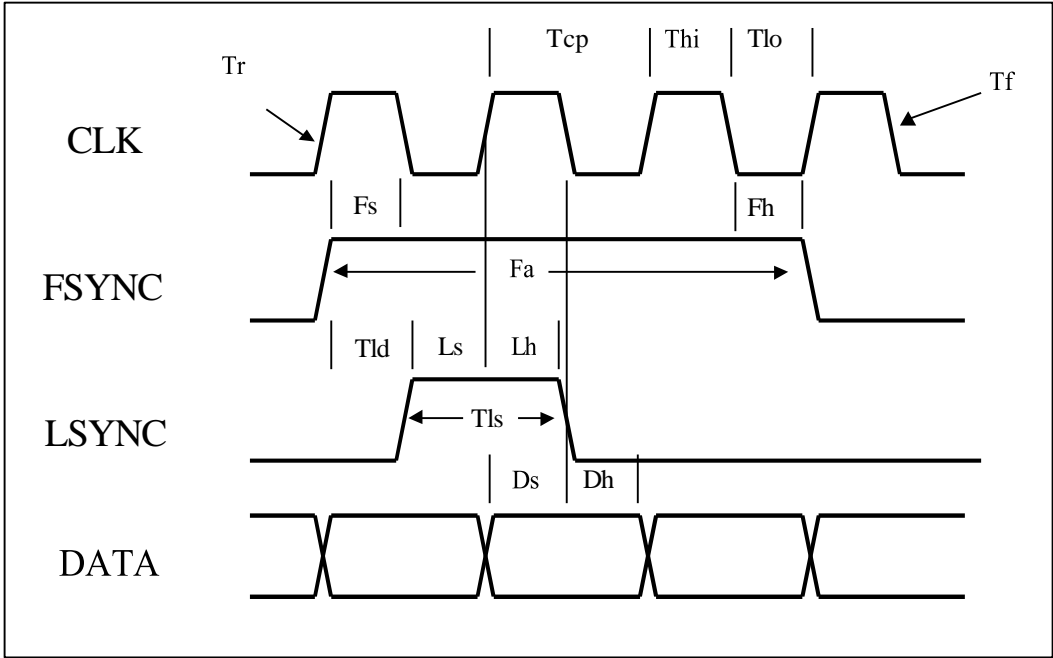 Tcp Thi Tlo
Tr Tf
CLK
Fs Fh
FSYNC Fa
Tld Ls Lh
LSYNC Tls
Ds Dh
DATA